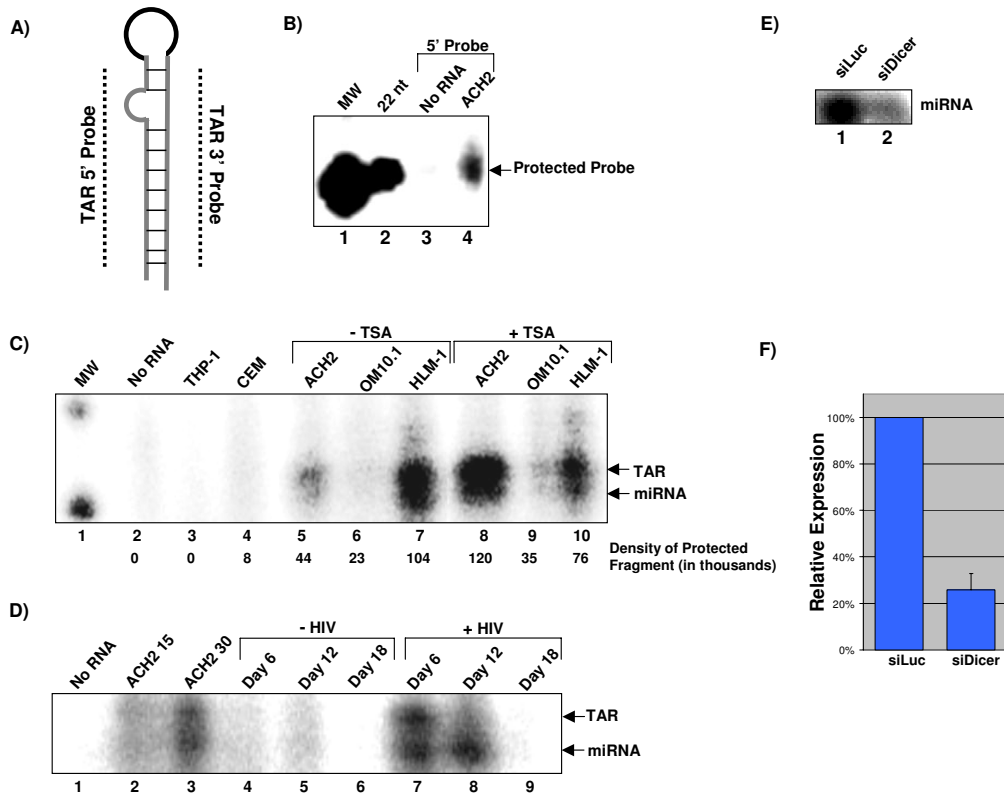 A)
TAR 5' Probe
TAR 3' Probe
B)
5' Probe
MW
22 nt
No RNA
ACH2
Protected Probe
1 2 3 4
E)
siLuc
siDicer
miRNA
1 2
C)
- TSA
+ TSA
MW
No RNA
THP-1
CEM
ACH2
OM10.1
HLM-1
ACH2
OM10.1
HLM-1
TAR
miRNA
1 2 3 4 5 6 7 8 9 10
0 0 8 44 23 104 120 35 76
Density of Protected
Fragment (in thousands)
D)
- HIV
+ HIV
No RNA
ACH2 15
ACH2 30
Day 6
Day 12
Day 18
Day 6
Day 12
Day 18
TAR
miRNA
1 2 3 4 5 6 7 8 9
F)
Relative Expression
100%
80%
60%
40%
20%
0%
siLuc siDicer